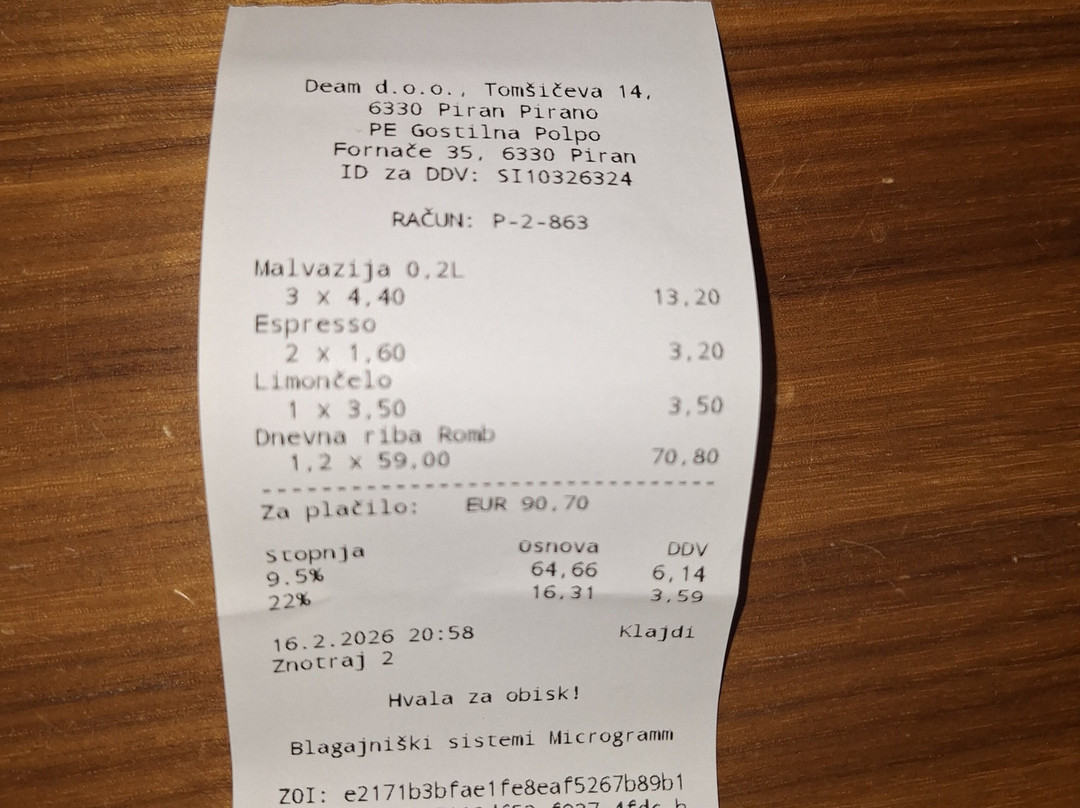 Deam d.o.o., Tomšičeva 14,
6330 Piran Pirano
PE Gostilna Polpo
Fornače 35, 6330 Piran
ID za DDV: SI10326324
RAČUN: P-2-863
Malvazija 0,2L
3 x 4,40 13,20
Espresso
2 x 1,60 3,20
Limončelo
1 x 3,50 3,50
Dnevna riba Romb
1,2 x 59,00 70,80
--------------------------------
Za plačilo: EUR 90,70
Stopnja Osnova DDV
9.5% 64,66 6,14
22% 16,31 3,59
16.2.2026 20:58 Klajdi
Znotraj 2
Hvala za obisk!
Blagajniški sistemi Microgramm
ZOI: e2171b3bfae1fe8eaf5267b89b1